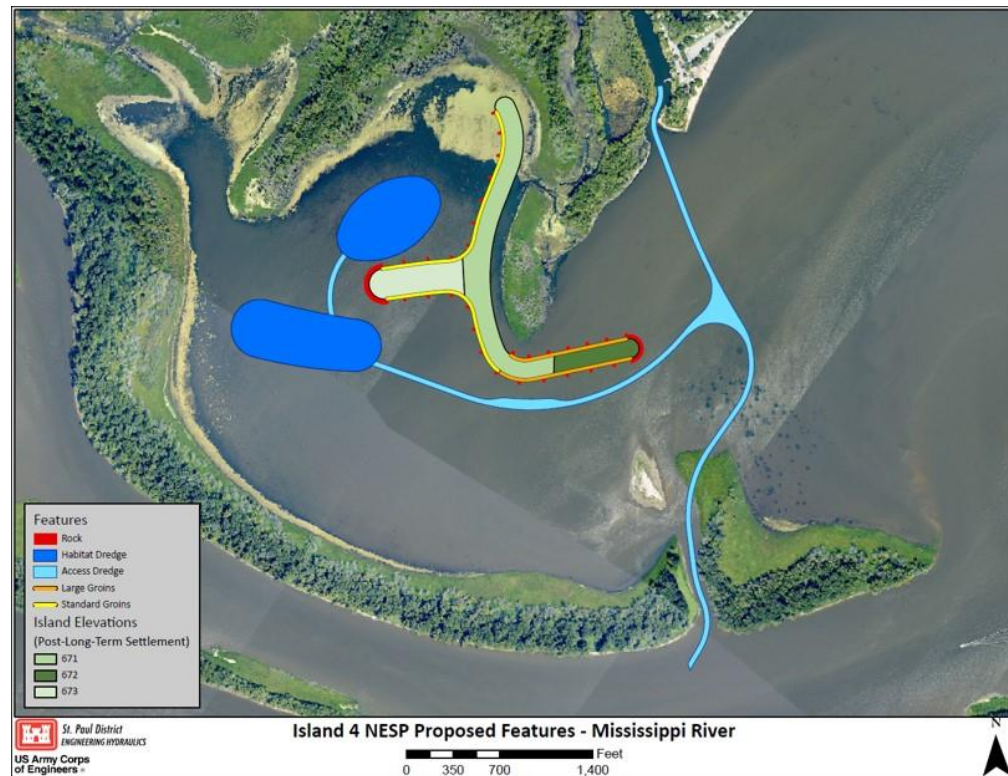 Features
Rock
Habitat Dredge
Access Dredge
Large Groins
Standard Groins
Island Elevations
(Post-Long-Term Settlement)
671
672
673
St. Paul District
ENGINEERING HYDRAULICS
US Army Corps
of Engineers
Island 4 NESP Proposed Features - Mississippi River
Feet
0 350 700 1,400
N